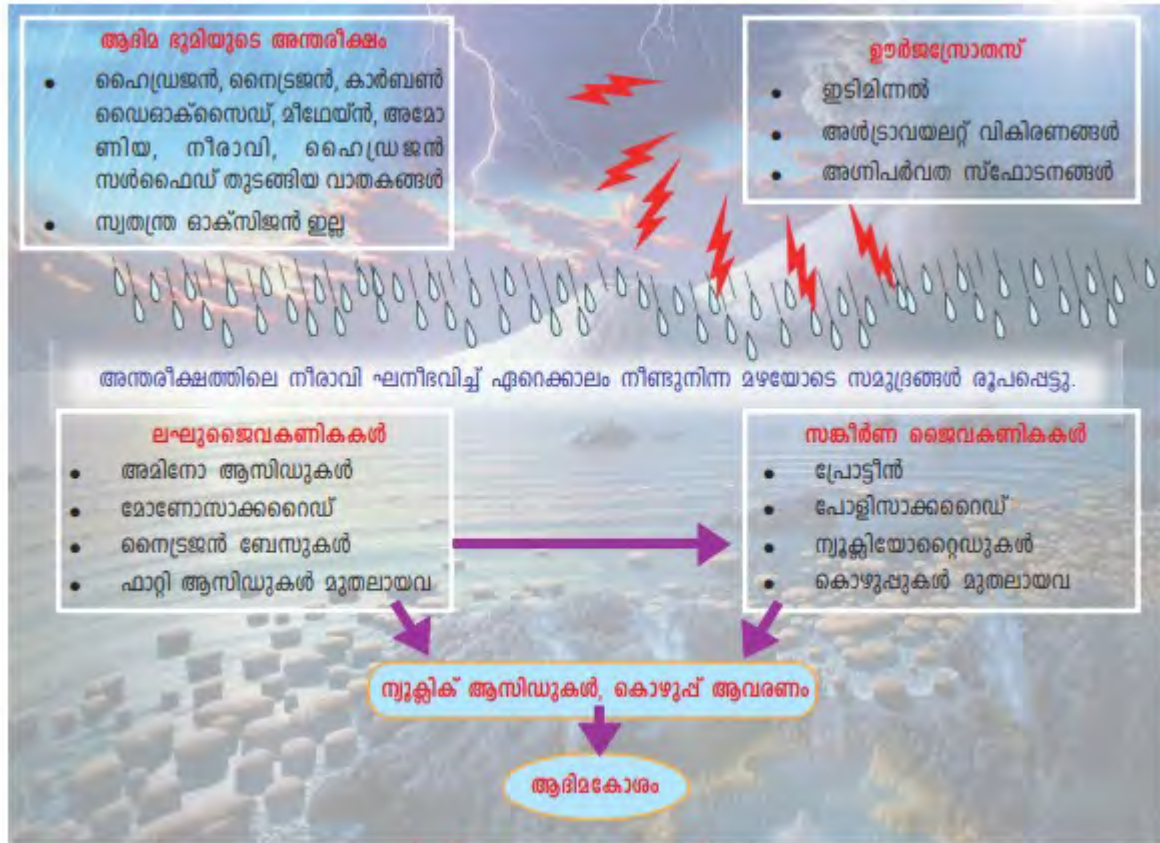 ആദിമ ഭൂമിയുടെ അന്തരീക്ഷം
• ഹൈഡ്രജൻ, നൈട്രജൻ, കാർബൺ
ഡൈഓക്സൈഡ്, മീഥേയ്ൻ, അമോ
ണിയ, നീരാവി, ഹൈഡ്രജൻ
സൾഫൈഡ് തുടങ്ങിയ വാതകങ്ങൾ
• സ്വതന്ത്ര ഓക്സിജൻ ഇല്ല
ഊർജസ്രോതസ്
• ഇടിമിന്നൽ
• അൾട്രാവയലറ്റ് വികിരണങ്ങൾ
• അഗ്നിപർവത സ്ഫോടനങ്ങൾ
അന്തരീക്ഷത്തിലെ നീരാവി ഘനീഭവിച്ച് ഏറെക്കാലം നീണ്ടുനിന്ന മഴയോടെ സമുദ്രങ്ങൾ രൂപപ്പെട്ടു.
ലഘുജൈവകണികകൾ
• അമിനോ ആസിഡുകൾ
• മോണോസാക്കറൈഡ്
• നൈട്രജൻ ബേസുകൾ
• ഫാറ്റി ആസിഡുകൾ മുതലായവ
സങ്കീർണ ജൈവകണികകൾ
• പ്രോട്ടീൻ
• പോളിസാക്കറൈഡ്
• ന്യൂക്ലിയോറ്റൈഡുകൾ
• കൊഴുപ്പുകൾ മുതലായവ
ന്യൂക്ലിക് ആസിഡുകൾ, കൊഴുപ്പ് ആവരണം
ആദിമകോശം